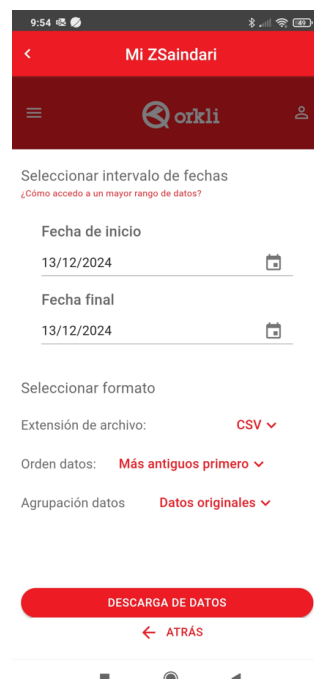 9:54
49
Mi ZSaindari
orkli
Seleccionar intervalo de fechas
¿Cómo accedo a un mayor rango de datos?
Fecha de inicio
13/12/2024
Fecha final
13/12/2024
Seleccionar formato
Extensión de archivo: CSV
Orden datos: Más antiguos primero
Agrupación datos Datos originales
DESCARGA DE DATOS
ATRÁS